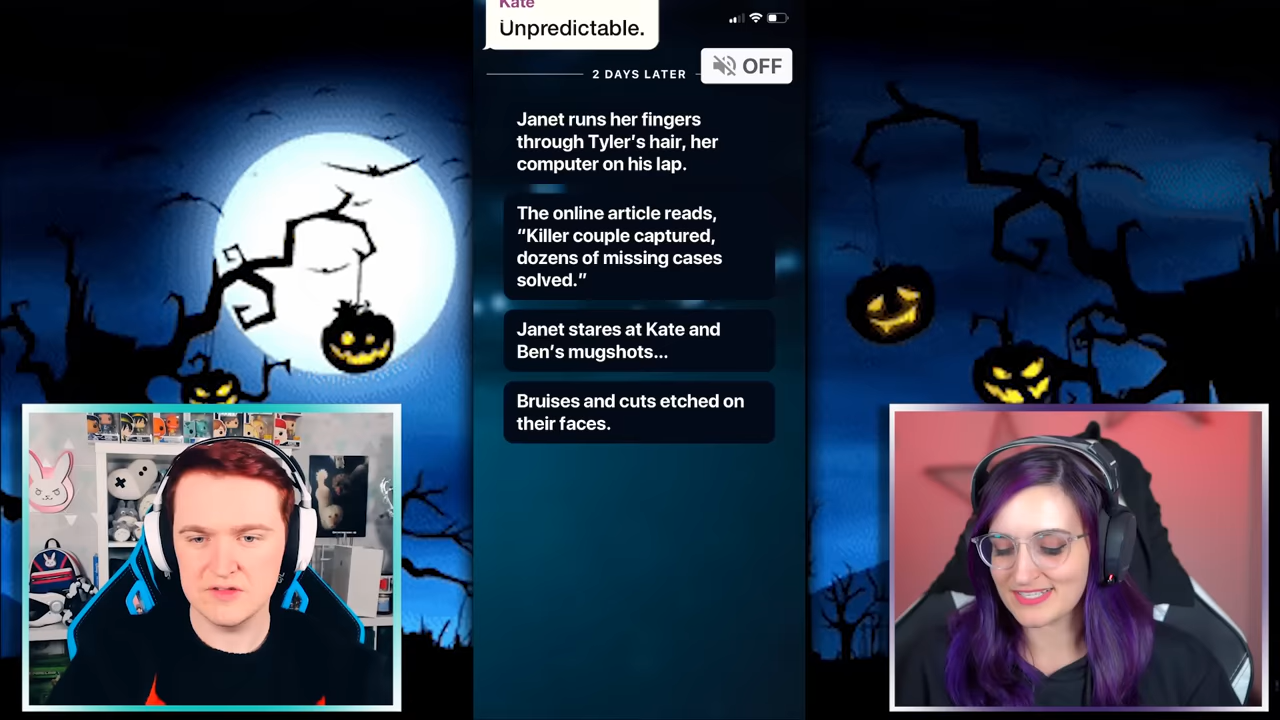 Kate
Unpredictable.
2 DAYS LATER
OFF
Janet runs her fingers
through Tyler’s hair, her
computer on his lap.
The online article reads,
“Killer couple captured,
dozens of missing cases
solved.”
Janet stares at Kate and
Ben’s mugshots...
Bruises and cuts etched on
their faces.